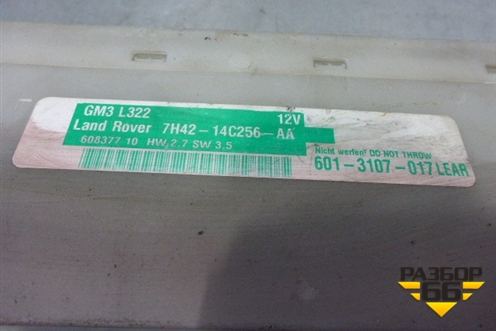 GM3 L322 12V
Land Rover 7H42-14C256-AA
608377 10 HW 2.7 SW 3.5
Nicht werfen! DO NOT THROW
601-3107-017 LEAR
РАЗБОР
66